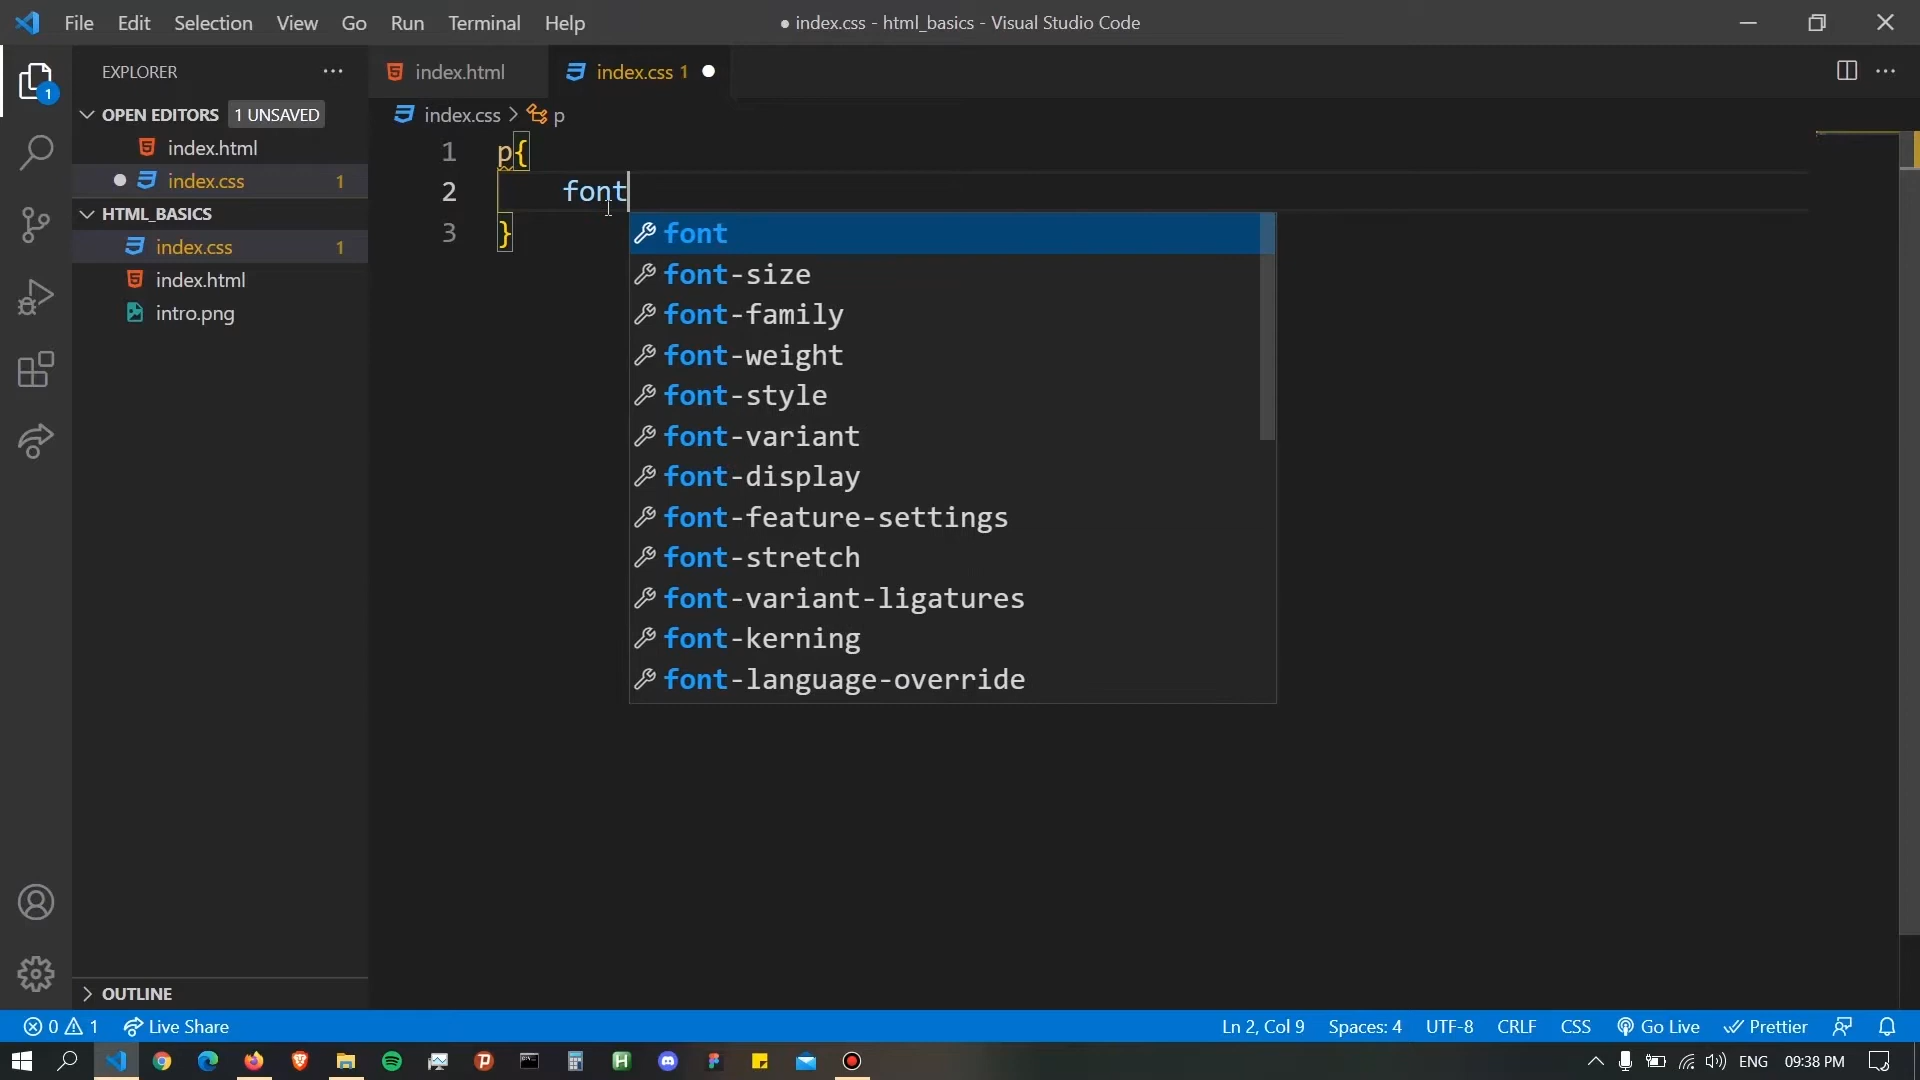 File Edit Selection View Go Run Terminal Help
● index.css - html_basics - Visual Studio Code
EXPLORER
OPEN EDITORS 1 UNSAVED
index.html
index.css 1
HTML_BASICS
index.css 1
index.html
intro.png
OUTLINE
1
index.html index.css 1
index.css > p
1 p{
2 font
3 }
font
font-size
font-family
font-weight
font-style
font-variant
font-display
font-feature-settings
font-stretch
font-variant-ligatures
font-kerning
font-language-override
0 1 Live Share
Ln 2, Col 9 Spaces: 4 UTF-8 CRLF CSS Go Live Prettier
ENG 09:38 PM